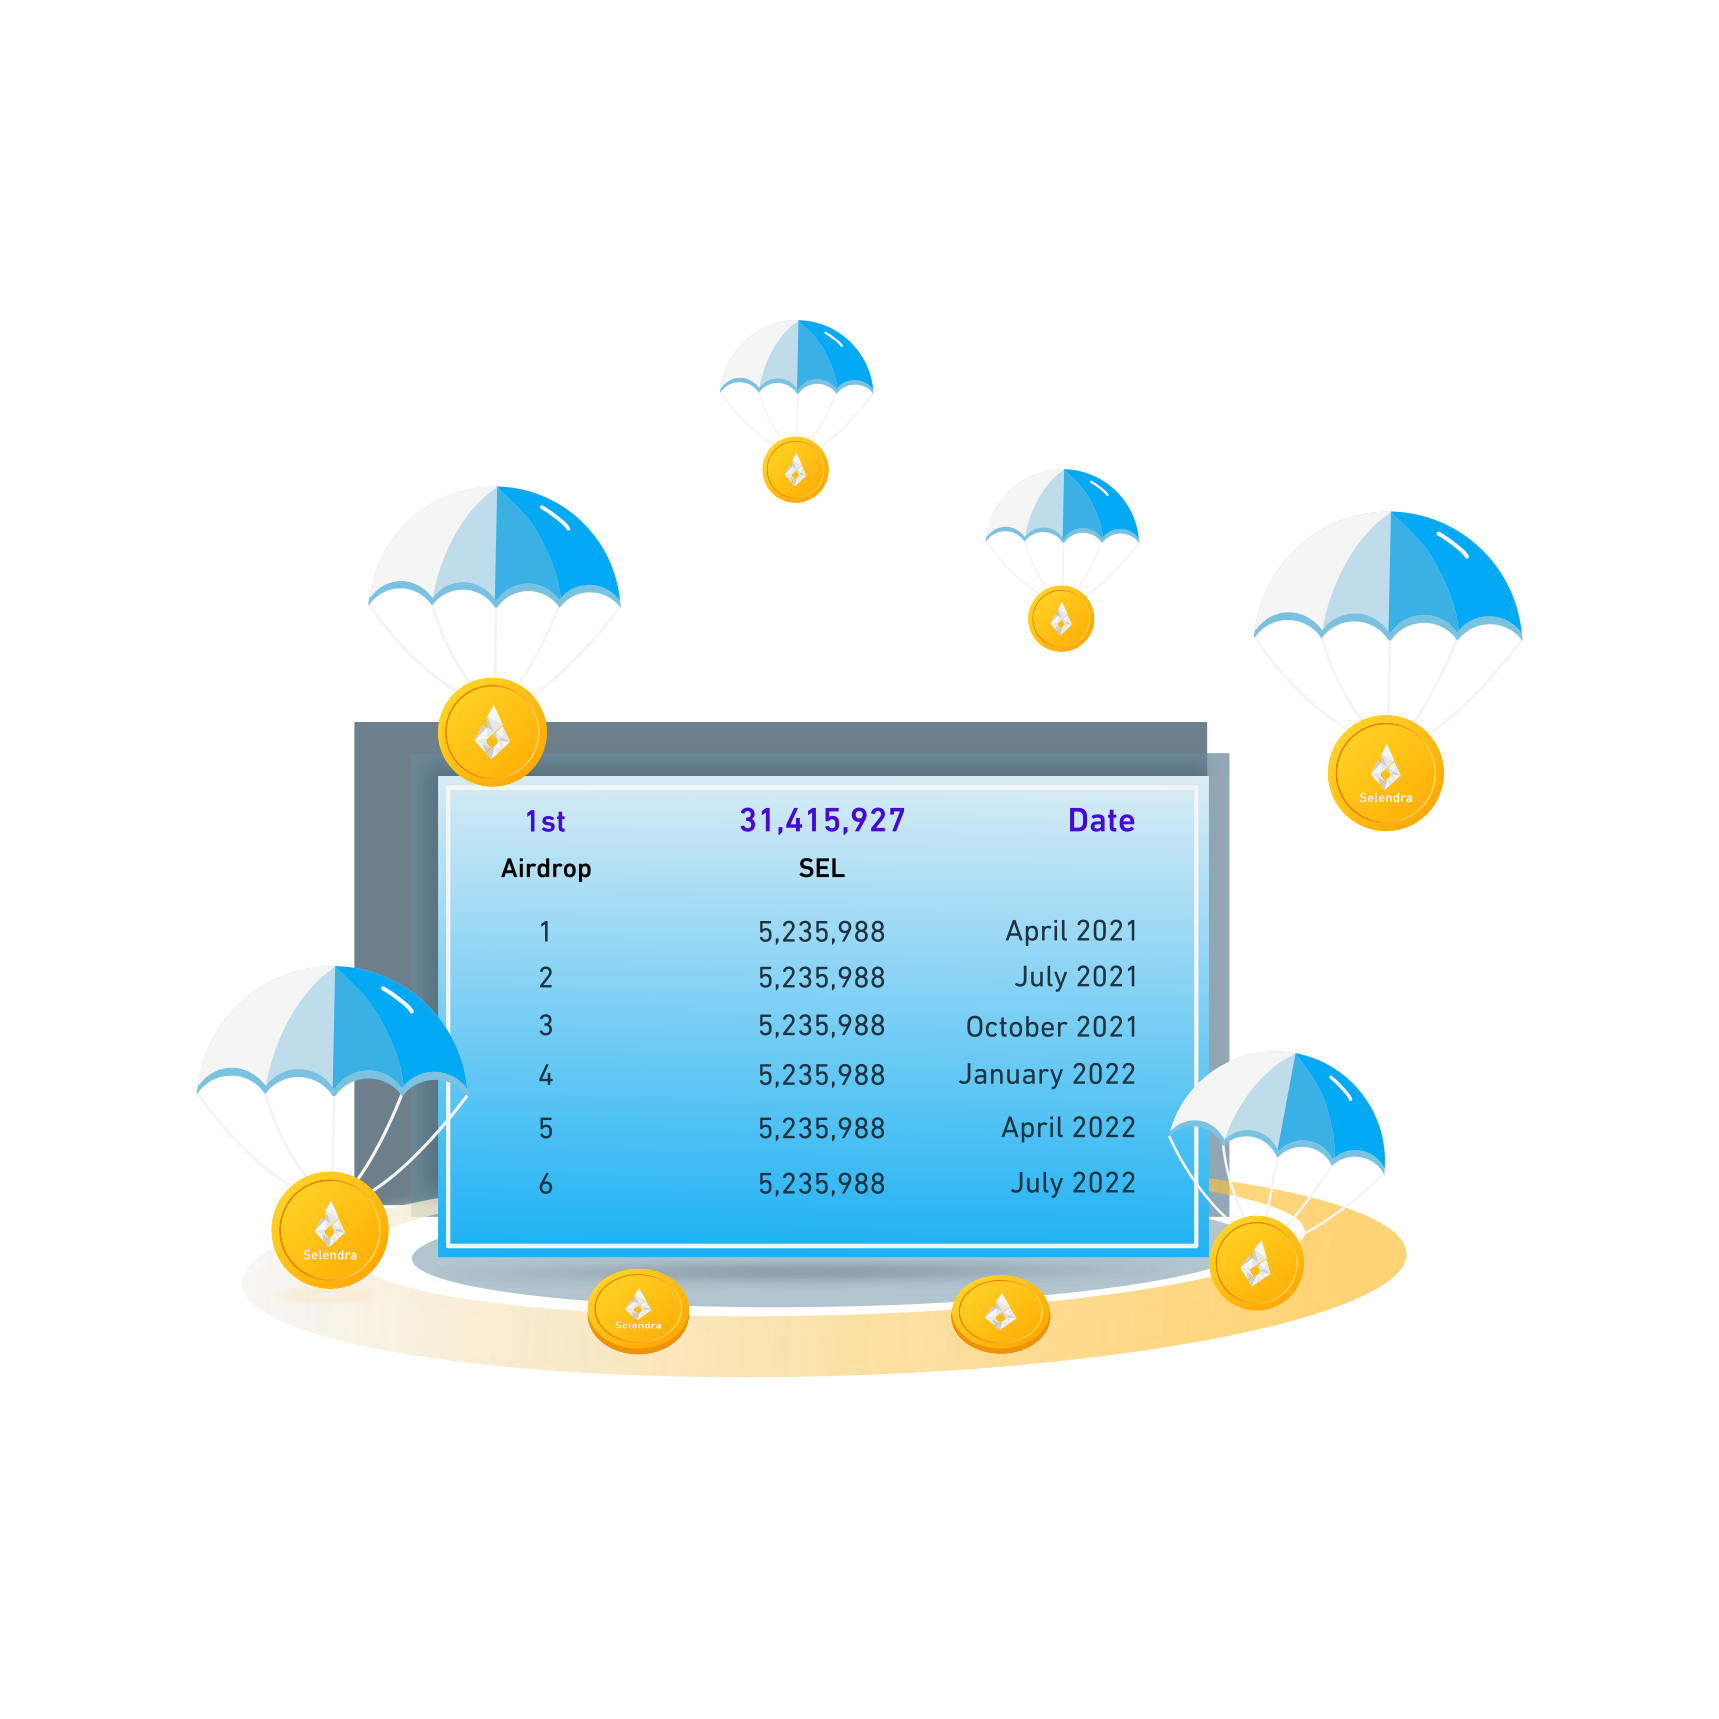 1st 31,415,927 Date
Airdrop SEL
1 5,235,988 April 2021
2 5,235,988 July 2021
3 5,235,988 October 2021
4 5,235,988 January 2022
5 5,235,988 April 2022
6 5,235,988 July 2022
Selendra
Selendra
Selendra